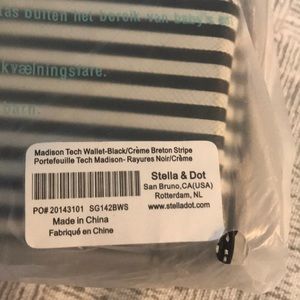 tas buiten het bereik van baby's
kvælningsfare.
barn.
Madison Tech Wallet-Black/Crème Breton Stripe
Portefeuille Tech Madison- Rayures Noir/Crème
Stella & Dot
San Bruno,CA(USA)
Rotterdam, NL
www.stelladot.com
PO# 20143101 SG142BWS
Made in China
Fabriqué en Chine